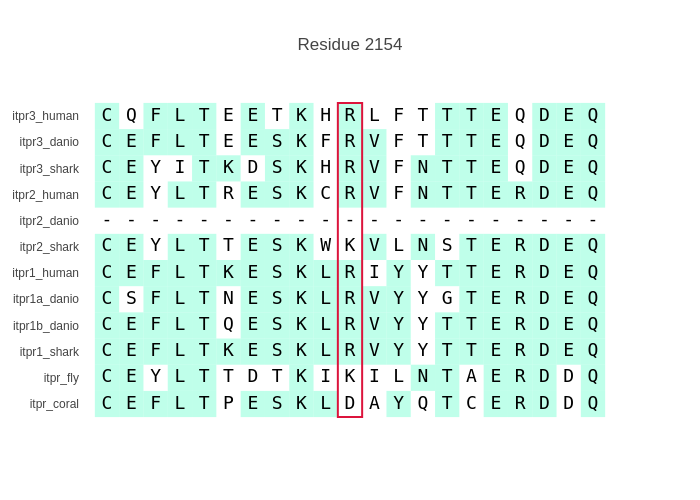 Residue 2154
itpr3_human C Q F L T E E T K H R L F T T T E Q D E Q
itpr3_danio C E F L T E E S K F R V F T T T E Q D E Q
itpr3_shark C E Y I T K D S K H R V F N T T E Q D E Q
itpr2_human C E Y L T R E S K C R V F N T T E R D E Q
itpr2_danio - - - - - - - - - - - - - - - - - - - - -
itpr2_shark C E Y L T T E S K W K V L N S T E R D E Q
itpr1_human C E F L T K E S K L R I Y Y T T E R D E Q
itpr1a_danio C S F L T N E S K L R V Y Y G T E R D E Q
itpr1b_danio C E F L T Q E S K L R V Y Y T T E R D E Q
itpr1_shark C E F L T K E S K L R V Y Y T T E R D E Q
itpr_fly C E Y L T T D T K I K I L N T A E R D D Q
itpr_coral C E F L T P E S K L D A Y Q T C E R D D Q